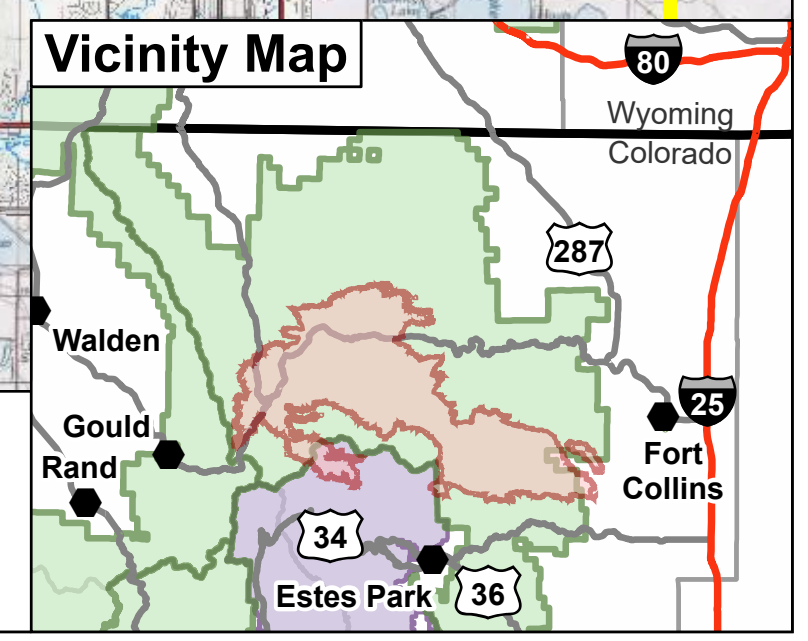 Vicinity Map
80
Wyoming
Colorado
287
Walden
25
Gould
Fort
Collins
Rand
34
Estes Park
36